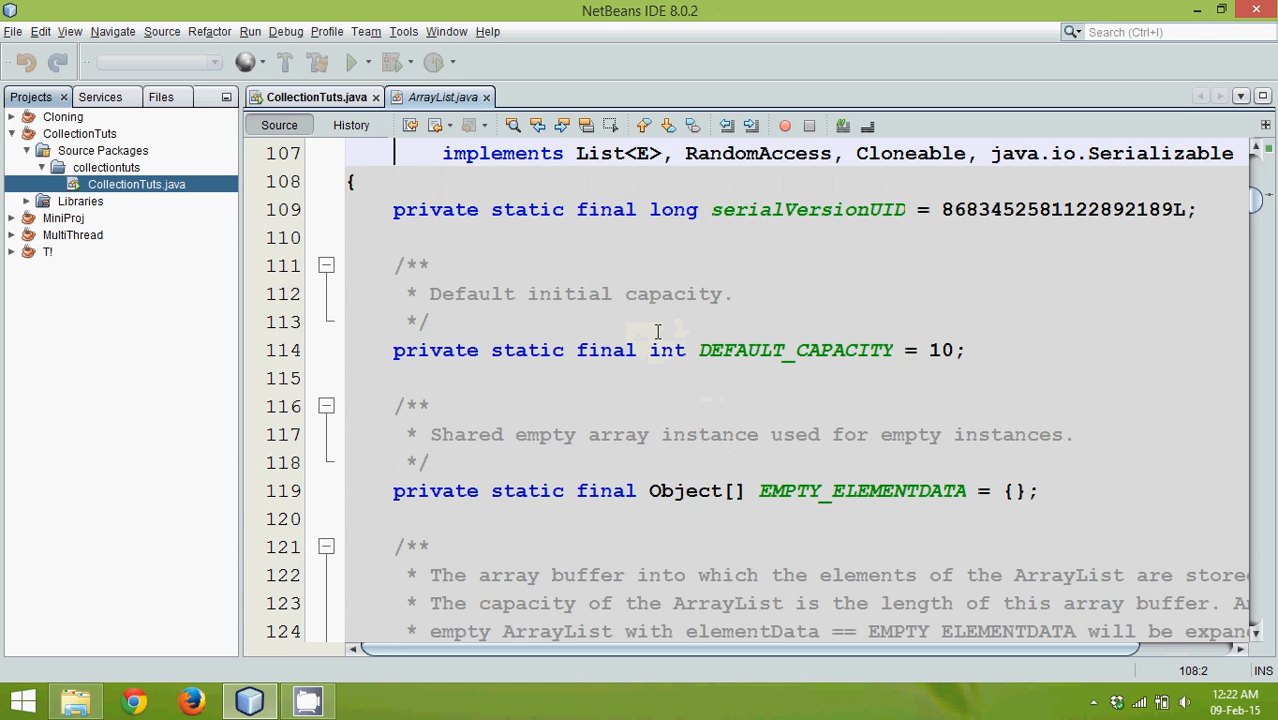 NetBeans IDE 8.0.2
File Edit View Navigate Source Refactor Run Debug Profile Team Tools Window Help
Search (Ctrl+I)
Projects Services Files
CollectionTuts.java ArrayList.java
Source History
Cloning
CollectionTuts
Source Packages
collectiontuts
CollectionTuts.java
Libraries
MiniProj
MultiThread
T!
107 implements List<E>, RandomAccess, Cloneable, java.io.Serializable
108 {
109 private static final long serialVersionUID = 8683452581122892189L;
110
111 /**
112 * Default initial capacity.
113 */
114 private static final int DEFAULT_CAPACITY = 10;
115
116 /**
117 * Shared empty array instance used for empty instances.
118 */
119 private static final Object[] EMPTY_ELEMENTDATA = {};
120
121 /**
122 * The array buffer into which the elements of the ArrayList are store
123 * The capacity of the ArrayList is the length of this array buffer.
124 * empty ArrayList with elementData == EMPTY_ELEMENTDATA will be expan
108:2 INS
12:22 AM
09-Feb-15